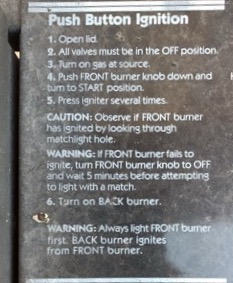 Push Button Ignition
1. Open lid.
2. All valves must be in the OFF position.
3. Turn on gas at source.
4. Push FRONT burner knob down and
turn to START position.
5. Press igniter several times.
CAUTION: Observe if FRONT burner
has ignited by looking through
matchlight hole.
WARNING: If FRONT burner fails to
ignite, turn FRONT burner knob to OFF
and wait 5 minutes before attempting
to light with a match.
6. Turn on BACK burner.
WARNING: Always light FRONT burner
first. BACK burner ignites
from FRONT burner.